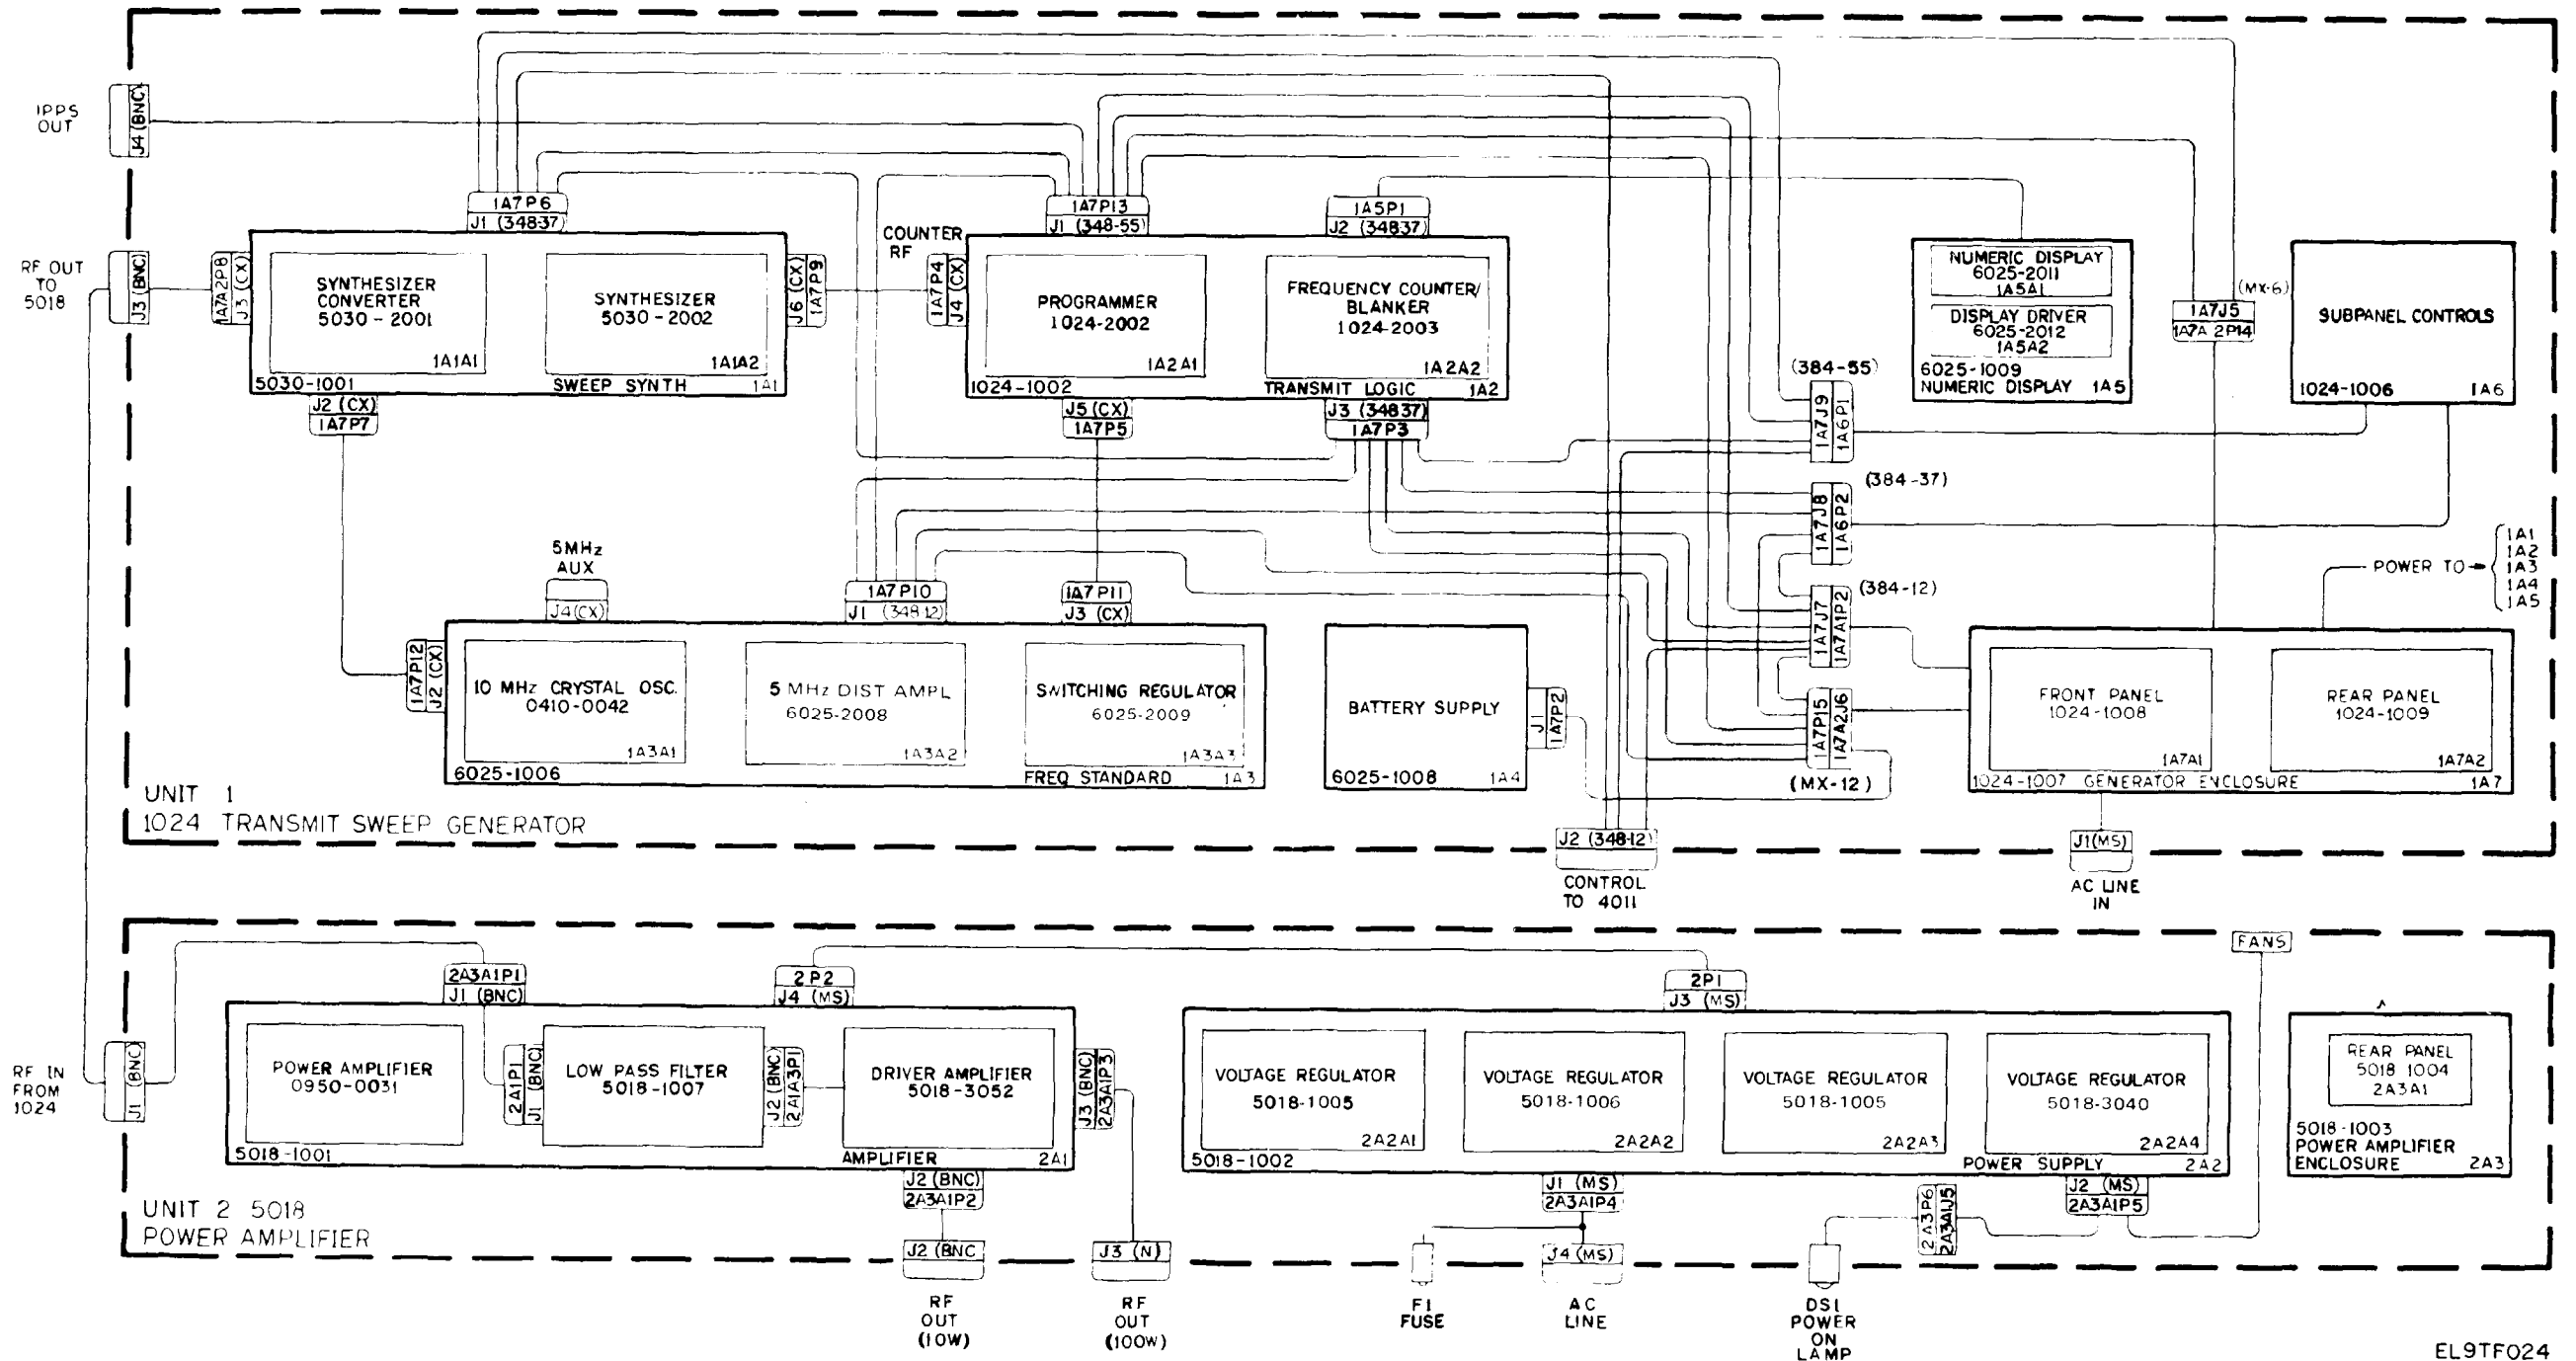 IPPS
OUT
J4 (BNC)
RF OUT
TO
5018
J3 (BNC)
1A7A2P8
J3 (CX)
1A7P6
J1 (34837)
SYNTHESIZER
CONVERTER
5030-2001
1A1A1
SYNTHESIZER
5030-2002
1A1A2
5030-1001
SWEEP SYNTH
1A1
J6 (CX)
1A7P9
J2 (CX)
1A7P7
COUNTER
RF
1A7P4
J4 (CX)
1A7P13
J1 (348-55)
1A5P1
J2 (34837)
PROGRAMMER
1024-2002
1A2A1
FREQUENCY COUNTER/
BLANKER
1024-2003
1A2A2
1024-1002
TRANSMIT LOGIC
1A2
J5 (CX)
1A7P5
J3 (34837)
1A7P3
NUMERIC DISPLAY
6025-2011
1A5A1
DISPLAY DRIVER
6025-2012
1A5A2
6025-1009
NUMERIC DISPLAY 1A5
(MX-6)
1A7J5
1A7A2P14
SUBPANEL CONTROLS
1024-1006
1A6
(384-55)
1A7J9
1A6P1
(384-37)
1A7J8
1A6P2
(384-12)
1A7J7
1A7A1P2
1A7P15
1A7A2J6
(MX-12)
POWER TO
1A1
1A2
1A3
1A4
1A5
5MHz
AUX
J4(CX)
1A7P10
J1 (348-12)
1A7P11
J3 (CX)
1A7P12
J2 (CX)
10 MHz CRYSTAL OSC.
0410-0042
1A3A1
5 MHz DIST AMPL
6025-2008
1A3A2
SWITCHING REGULATOR
6025-2009
1A3A3
6025-1006
FREQ STANDARD
1A3
BATTERY SUPPLY
6025-1008
1A4
J1
1A7P2
FRONT PANEL
1024-1008
1A7A1
REAR PANEL
1024-1009
1A7A2
1024-1007 GENERATOR ENCLOSURE
1A7
UNIT 1
1024 TRANSMIT SWEEP GENERATOR
J2 (348-12)
CONTROL
TO 4011
J1(MS)
AC LINE
IN
FANS
2A3A1P1
J1 (BNC)
2P2
J4 (MS)
2P1
J3 (MS)
RF IN
FROM
1024
J1 (BNC)
POWER AMPLIFIER
0950-0031
2A1P1
J1 (BNC)
LOW PASS FILTER
5018-1007
J2 (BNC)
2A1A3P1
DRIVER AMPLIFIER
5018-3052
J3 (BNC)
2A3A1P3
5018-1001
AMPLIFIER
2A1
VOLTAGE REGULATOR
5018-1005
2A2A1
VOLTAGE REGULATOR
5018-1006
2A2A2
VOLTAGE REGULATOR
5018-1005
2A2A3
VOLTAGE REGULATOR
5018-3040
2A2A4
5018-1002
POWER SUPPLY
2A2
REAR PANEL
5018 1004
2A3A1
5018-1003
POWER AMPLIFIER
ENCLOSURE
2A3
J2 (BNC)
2A3A1P2
J1 (MS)
2A3A1P4
2A3P6
2A3A1J5
J2 (MS)
2A3A1P5
UNIT 2 5018
POWER AMPLIFIER
J2 (BNC
J3 (N)
J4 (MS)
RF
OUT
(10W)
RF
OUT
(100W)
F1
FUSE
AC
LINE
DS1
POWER
ON
LAMP
EL9TF024